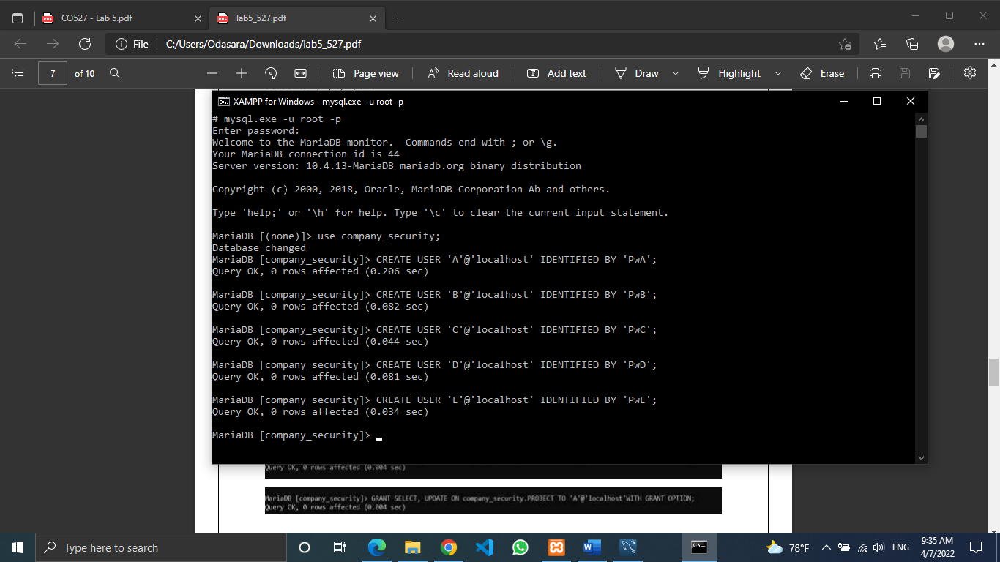 CO527 - Lab 5.pdf
lab5_527.pdf
File
C:/Users/Odasara/Downloads/lab5_527.pdf
7 of 10
Page view
Read aloud
Add text
Draw
Highlight
Erase
XAMPP for Windows - mysql.exe -u root -p
# mysql.exe -u root -p
Enter password:
Welcome to the MariaDB monitor.  Commands end with ; or \g.
Your MariaDB connection id is 44
Server version: 10.4.13-MariaDB mariadb.org binary distribution
Copyright (c) 2000, 2018, Oracle, MariaDB Corporation Ab and others.
Type 'help;' or '\h' for help. Type '\c' to clear the current input statement.
MariaDB [(none)]> use company_security;
Database changed
MariaDB [company_security]> CREATE USER 'A'@'localhost' IDENTIFIED BY 'PwA';
Query OK, 0 rows affected (0.206 sec)
MariaDB [company_security]> CREATE USER 'B'@'localhost' IDENTIFIED BY 'PwB';
Query OK, 0 rows affected (0.082 sec)
MariaDB [company_security]> CREATE USER 'C'@'localhost' IDENTIFIED BY 'PwC';
Query OK, 0 rows affected (0.044 sec)
MariaDB [company_security]> CREATE USER 'D'@'localhost' IDENTIFIED BY 'PwD';
Query OK, 0 rows affected (0.081 sec)
MariaDB [company_security]> CREATE USER 'E'@'localhost' IDENTIFIED BY 'PwE';
Query OK, 0 rows affected (0.034 sec)
MariaDB [company_security]>
Query OK, 0 rows affected (0.004 sec)
MariaDB [company_security]> GRANT SELECT, UPDATE ON company_security.PROJECT TO 'A'@'localhost'WITH GRANT OPTION;
Query OK, 0 rows affected (0.004 sec)
Type here to search
78°F
ENG
9:35 AM
4/7/2022